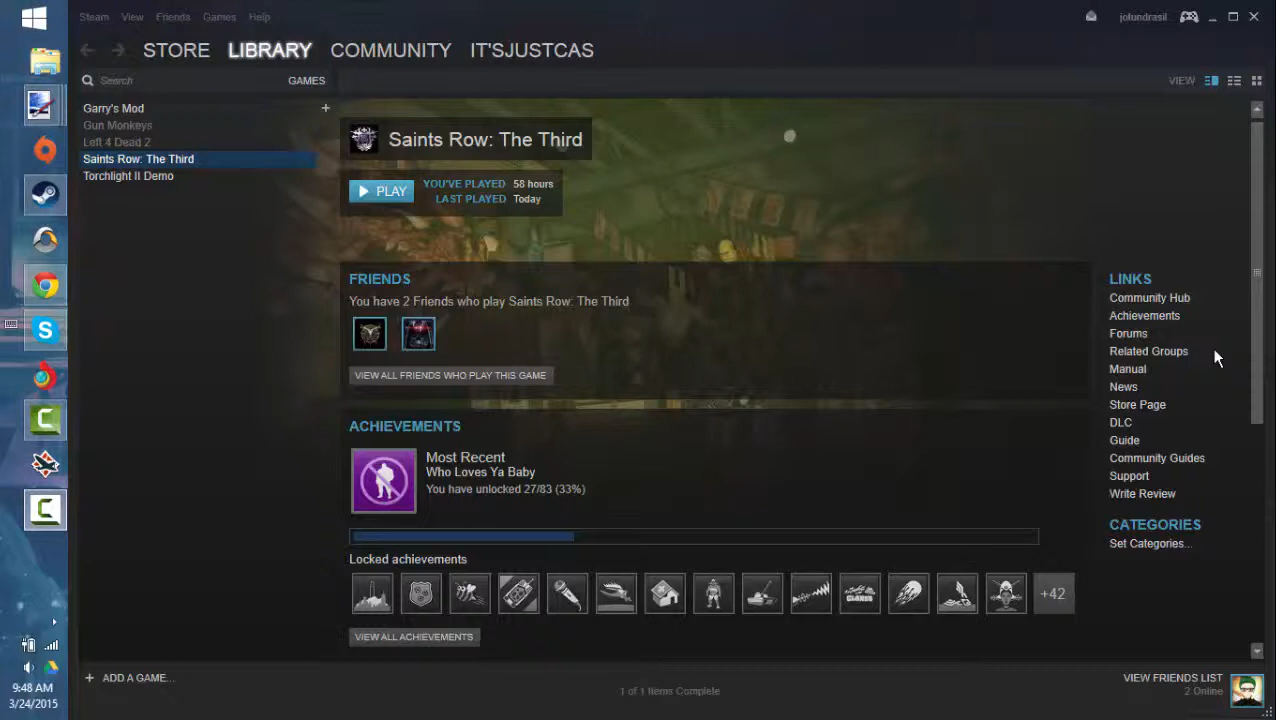 Steam View Friends Games Help
jolundrasil
STORE LIBRARY COMMUNITY IT'SJUSTCAS
Search GAMES
VIEW
Garry's Mod +
Gun Monkeys
Left 4 Dead 2
Saints Row: The Third
Torchlight II Demo
Saints Row: The Third
PLAY
YOU'VE PLAYED 58 hours
LAST PLAYED Today
FRIENDS
You have 2 Friends who play Saints Row: The Third
VIEW ALL FRIENDS WHO PLAY THIS GAME
ACHIEVEMENTS
Most Recent
Who Loves Ya Baby
You have unlocked 27/83 (33%)
Locked achievements
+42
VIEW ALL ACHIEVEMENTS
LINKS
Community Hub
Achievements
Forums
Related Groups
Manual
News
Store Page
DLC
Guide
Community Guides
Support
Write Review
CATEGORIES
Set Categories...
+ ADD A GAME...
1 of 1 Items Complete
VIEW FRIENDS LIST
2 Online
9:48 AM
3/24/2015